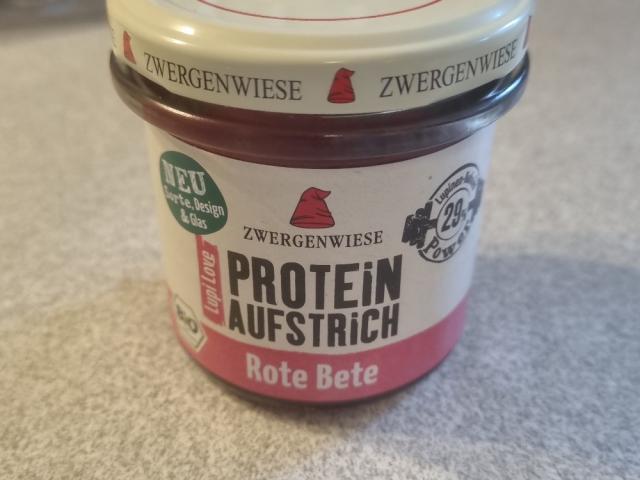 ZWERGENWIESE ZWERGENWIESE
NEU
Sorte, Design
& Glas
ZWERGENWIESE
29%
Power
Lupi Love
PROTEiN
AUFSTRiCH
BiO
Rote Bete